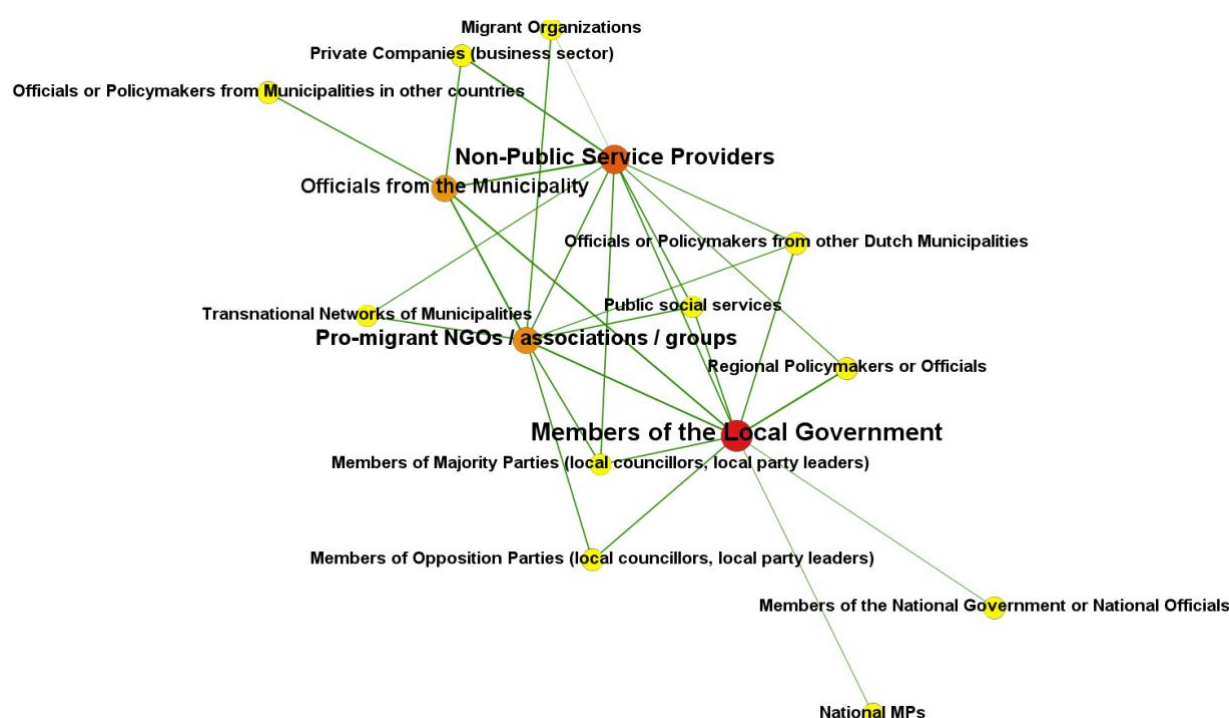 Migrant Organizations
Private Companies (business sector)
Officials or Policymakers from Municipalities in other countries
Non-Public Service Providers
Officials from the Municipality
Officials or Policymakers from other Dutch Municipalities
Public social services
Transnational Networks of Municipalities
Pro-migrant NGOs / associations / groups
Regional Policymakers or Officials
Members of the Local Government
Members of Majority Parties (local councillors, local party leaders)
Members of Opposition Parties (local councillors, local party leaders)
Members of the National Government or National Officials
National MPs